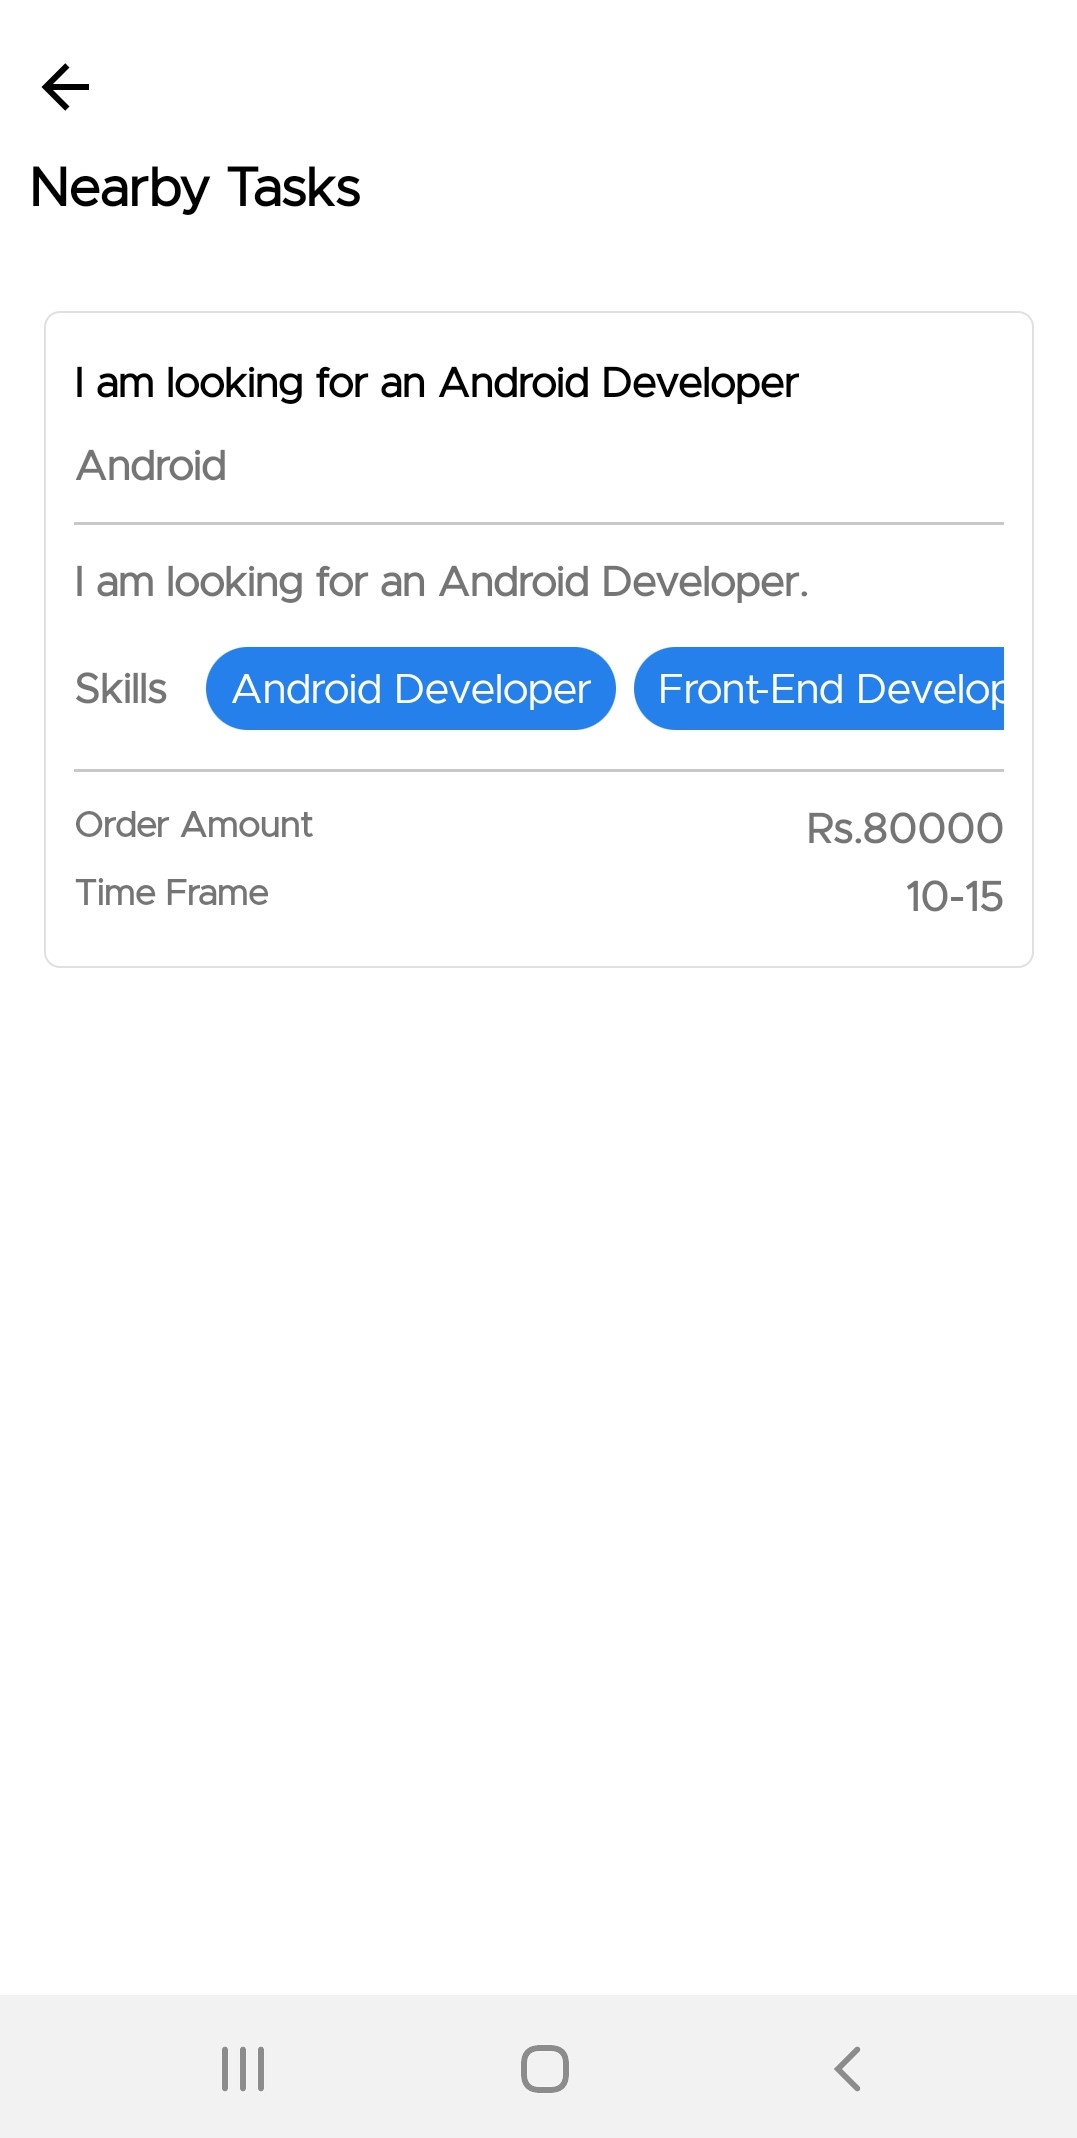 Nearby Tasks
I am looking for an Android Developer
Android
I am looking for an Android Developer.
Skills Android Developer Front-End Develop
Order Amount Rs.80000
Time Frame 10-15